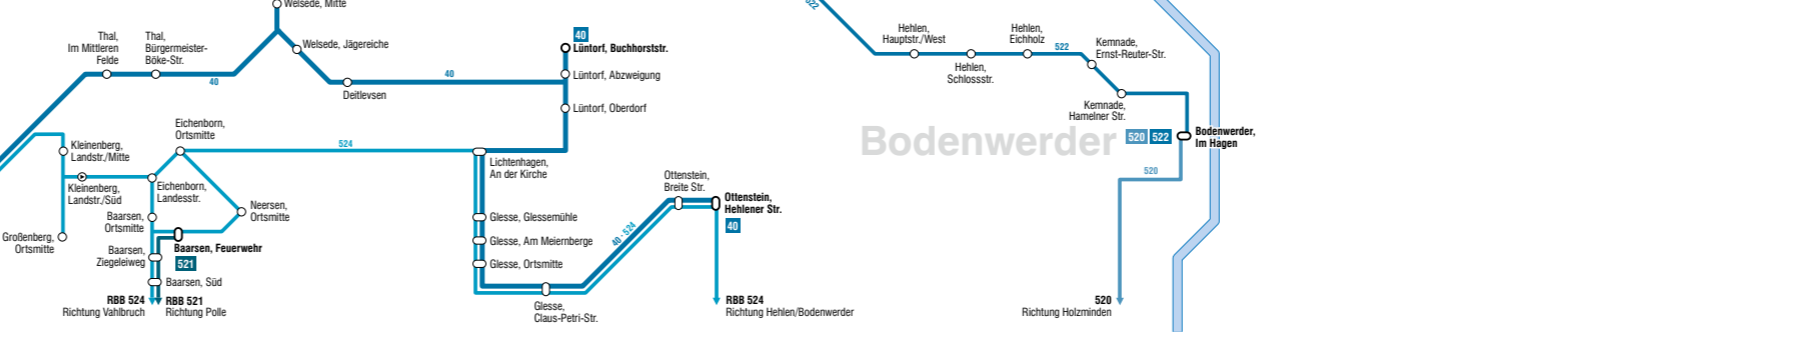 Welsede, Mitte
522
Thal,
Im Mittleren
Felde
Thal,
Bürgermeister-
Böke-Str.
40
Welsede, Jägereiche
Deitlevsen
40
40
Lüntorf, Buchhorststr.
Lüntorf, Abzweigung
Lüntorf, Oberdorf
Hehlen,
Hauptstr./West
Hehlen,
Schlossstr.
Hehlen,
Eichholz
522
Kemnade,
Ernst-Reuter-Str.
Kemnade,
Hamelner Str.
Bodenwerder
520
522
Bodenwerder,
Im Hagen
520
520
Richtung Holzminden
Kleinenberg,
Landstr./Mitte
Kleinenberg,
Landstr./Süd
Großenberg,
Ortsmitte
Eichenborn,
Ortsmitte
524
Eichenborn,
Landesstr.
Neersen,
Ortsmitte
Baarsen,
Ortsmitte
Baarsen, Feuerwehr
521
Baarsen,
Ziegeleiweg
Baarsen, Süd
RBB 524
Richtung Vahlbruch
RBB 521
Richtung Polle
Lichtenhagen,
An der Kirche
Glesse, Glessemühle
Glesse, Am Meiernberge
Glesse, Ortsmitte
Glesse,
Claus-Petri-Str.
40 - 524
Ottenstein,
Breite Str.
Ottenstein,
Hehlener Str.
40
RBB 524
Richtung Hehlen/Bodenwerder